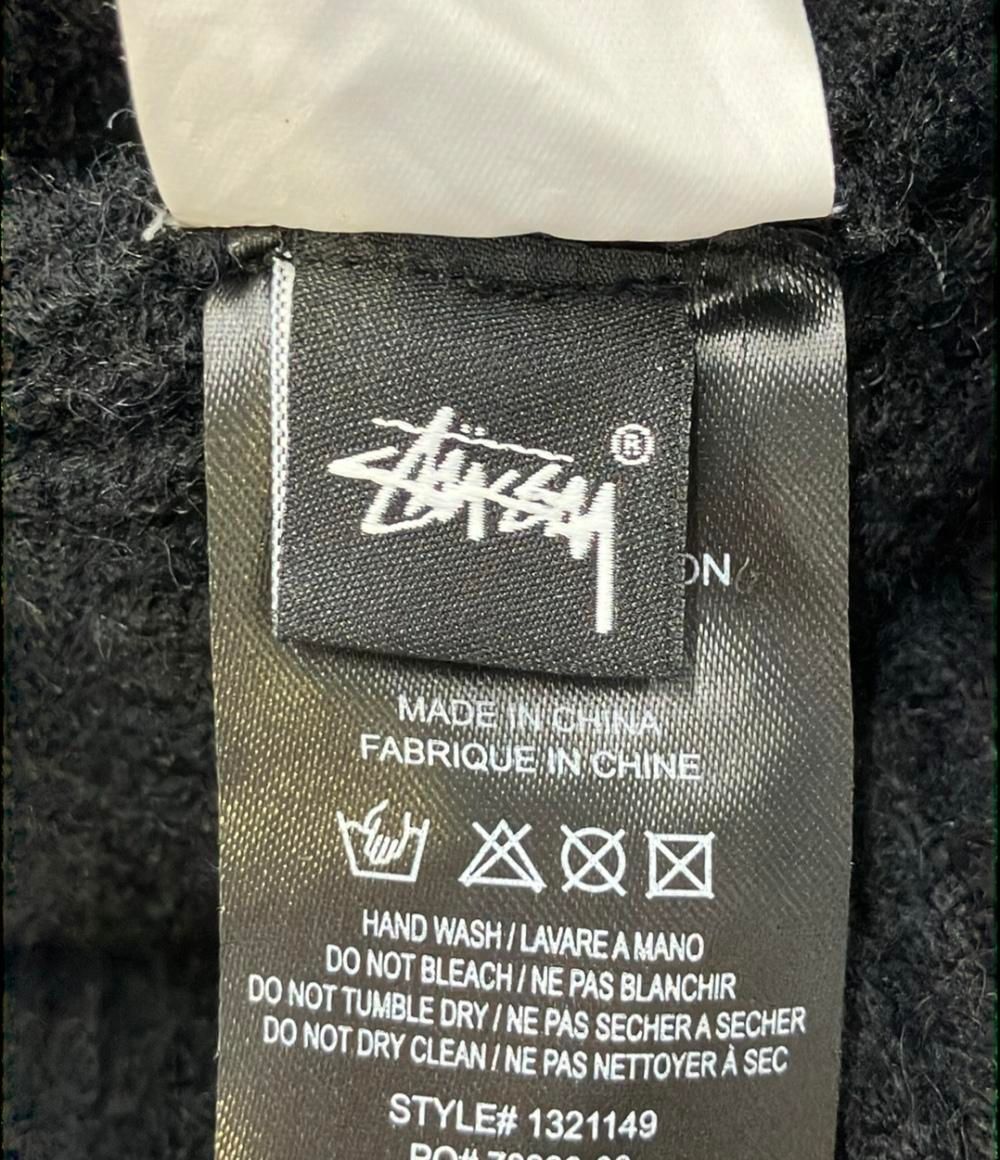 STÜSSY ®
ON
MADE IN CHINA
FABRIQUE IN CHINE
HAND WASH / LAVARE A MANO
DO NOT BLEACH / NE PAS BLANCHIR
DO NOT TUMBLE DRY / NE PAS SECHER A SECHER
DO NOT DRY CLEAN / NE PAS NETTOYER À SEC
STYLE# 1321149
PO#